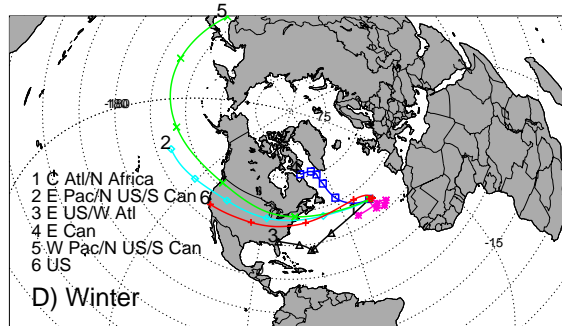 5
-180
-75
2
1 C Atl/N Africa
2 E Pac/N US/S Can
3 E US/W Atl
4 E Can
5 W Pac/N US/S Can
6 US
6
3
-15
D) Winter